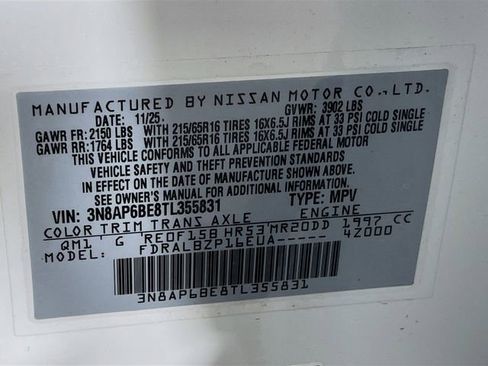 MANUFACTURED BY NISSAN MOTOR CO.,LTD.
DATE: 11/25. GVWR: 3902 LBS
GAWR FR: 2150 LBS WITH 215/65R16 TIRES 16X6.5J RIMS AT 33 PSI COLD SINGLE
GAWR RR: 1764 LBS WITH 215/65R16 TIRES 16X6.5J RIMS AT 33 PSI COLD SINGLE
THIS VEHICLE CONFORMS TO ALL APPLICABLE FEDERAL MOTOR
VEHICLE SAFETY AND THEFT PREVENTION STANDARDS
IN EFFECT ON THE DATE OF MANUFACTURE SHOWN ABOVE.
SEE OWNER'S MANUAL FOR ADDITIONAL INFORMATION
VIN: 3N8AP6BE8TL355831 TYPE: MPV
COLOR TRIM TRANS AXLE ENGINE
QM1 G RE0F15B HR53 MR20DD 1997 CC
MODEL: FDRALBZP16EUA----- 4Z000
3N8AP6BE8TL355831